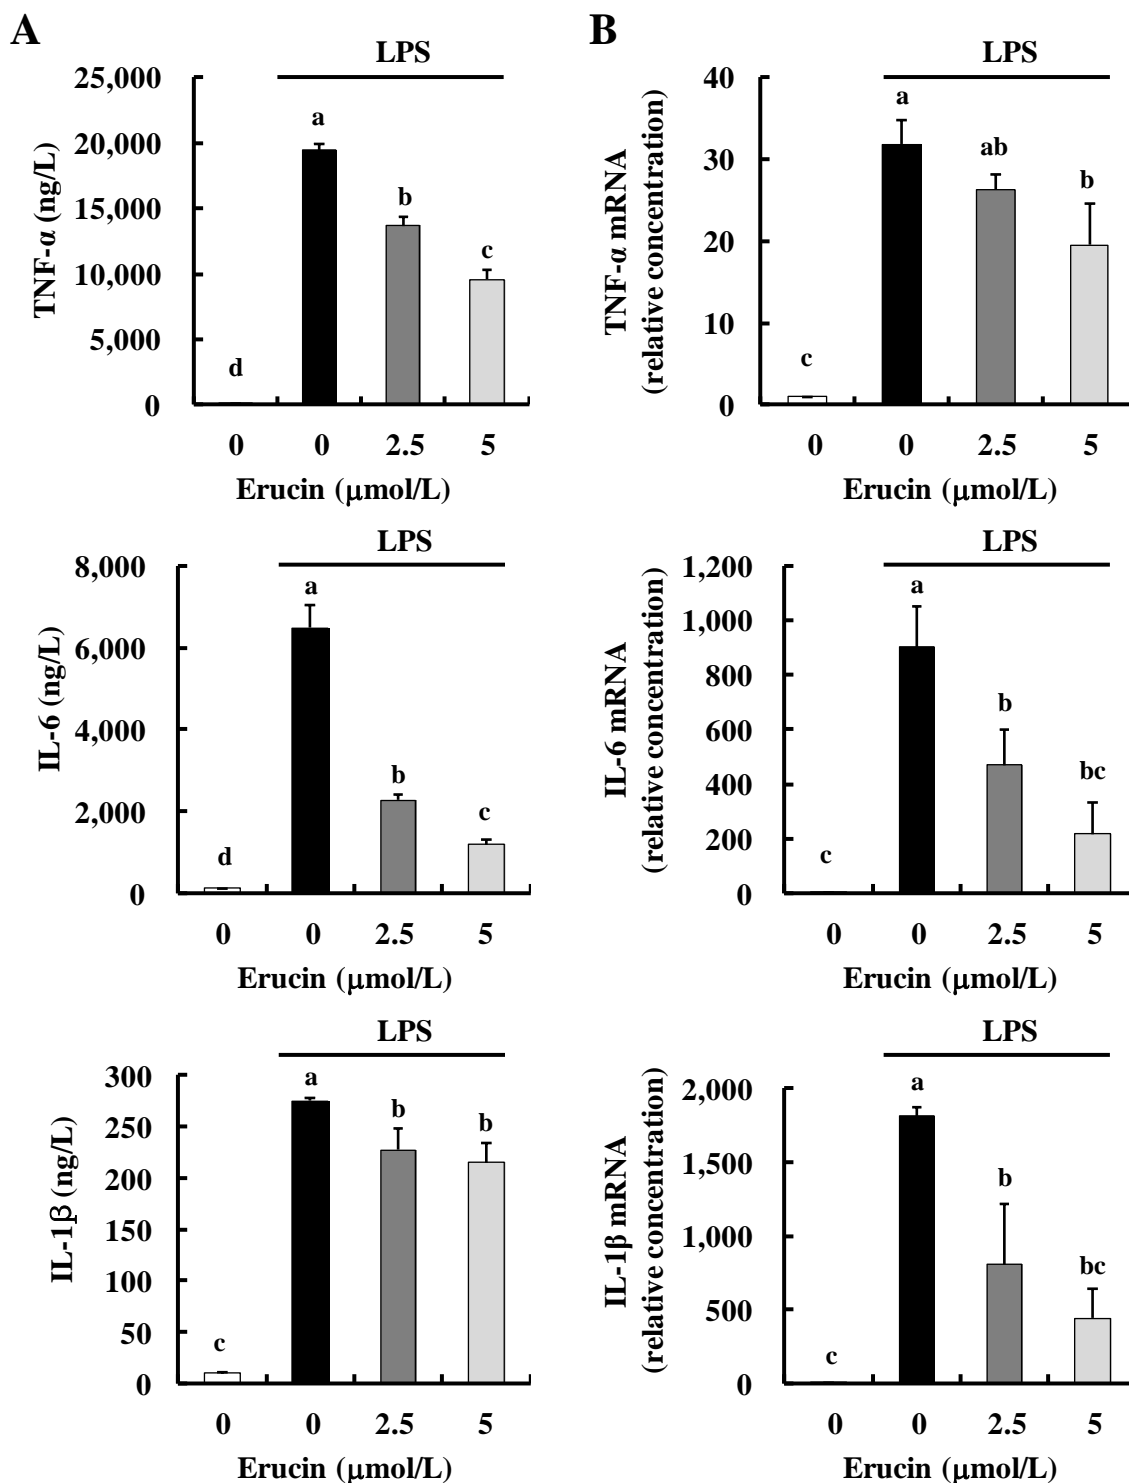 A
LPS
TNF-α (ng/L)
25,000
20,000
15,000
10,000
5,000
0
d
a
b
c
0 0 2.5 5
Erucin (μmol/L)
B
LPS
TNF-α mRNA
(relative concentration)
40
30
20
10
0
c
a
ab
b
0 0 2.5 5
Erucin (μmol/L)
LPS
IL-6 (ng/L)
8,000
6,000
4,000
2,000
0
d
a
b
c
0 0 2.5 5
Erucin (μmol/L)
LPS
IL-6 mRNA
(relative concentration)
1,200
1,000
800
600
400
200
0
c
a
b
bc
0 0 2.5 5
Erucin (μmol/L)
LPS
IL-1β (ng/L)
300
250
200
150
100
50
0
c
a
b
b
0 0 2.5 5
Erucin (μmol/L)
LPS
IL-1β mRNA
(relative concentration)
2,000
1,500
1,000
500
0
c
a
b
bc
0 0 2.5 5
Erucin (μmol/L)